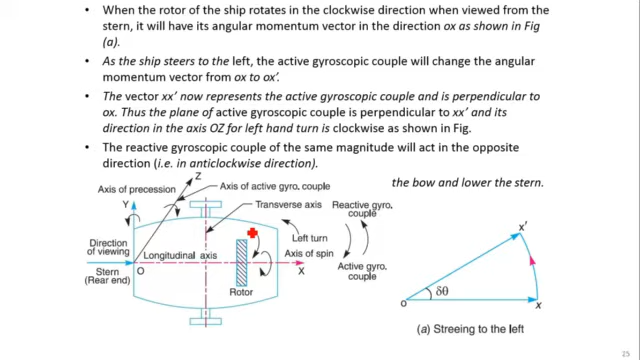 • When the rotor of the ship rotates in the clockwise direction when viewed from the
stern, it will have its angular momentum vector in the direction ox as shown in Fig
(a).
• As the ship steers to the left, the active gyroscopic couple will change the angular
momentum vector from ox to ox′.
• The vector xx′ now represents the active gyroscopic couple and is perpendicular to
ox. Thus the plane of active gyroscopic couple is perpendicular to xx′ and its
direction in the axis OZ for left hand turn is clockwise as shown in Fig.
• The reactive gyroscopic couple of the same magnitude will act in the opposite
direction (i.e. in anticlockwise direction).
the bow and lower the stern.
Z
Axis of precession
Axis of active gyro, couple
Y
Transverse axis
Reactive gyro,
couple
Direction
of viewing
Left turn
Longitudinal axis
Axis of spin
X
Stern
(Rear end)
O
Rotor
Active gyro.
couple
x′
δθ
o
x
(a) Streeing to the left
25